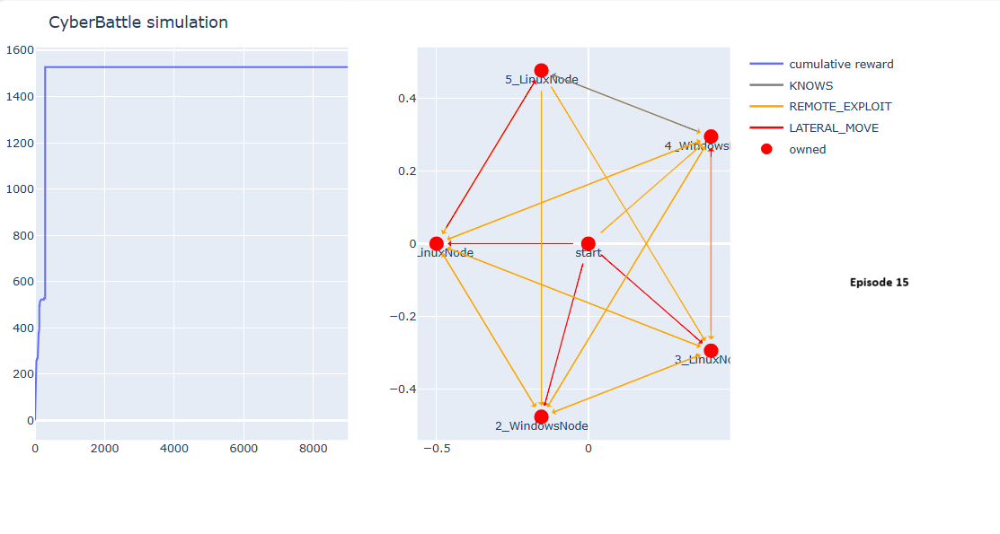 CyberBattle simulation
1600
1400
1200
1000
800
600
400
200
0
0 2000 4000 6000 8000
0.4
0.2
0
−0.2
−0.4
−0.5 0
5_LinuxNode
4_Windows
LinuxNode
start
3_LinuxNo
2_WindowsNode
cumulative reward
KNOWS
REMOTE_EXPLOIT
LATERAL_MOVE
owned
Episode 15